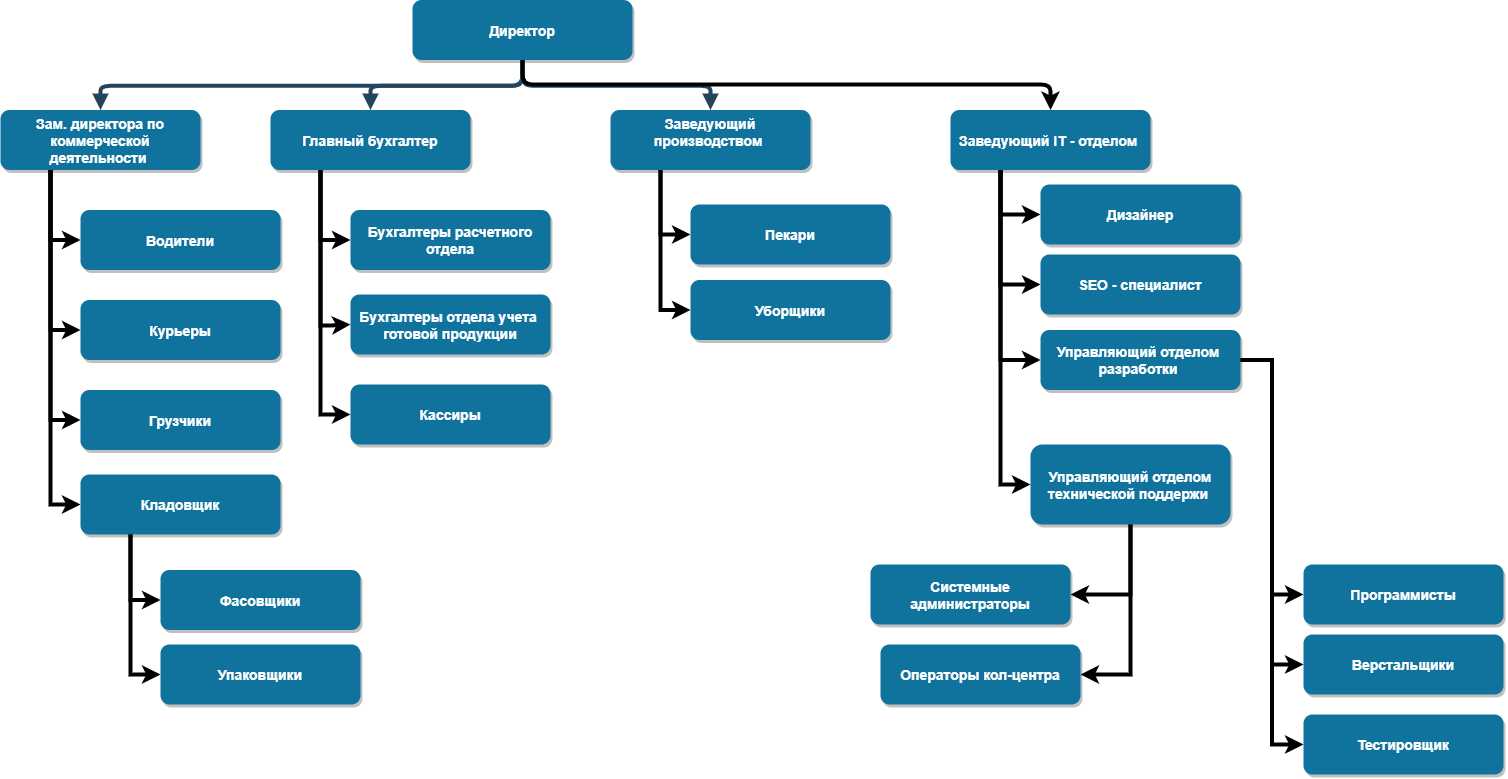 Директор
Зам. директора по
коммерческой
деятельности
Главный бухгалтер
Заведующий
производством
Заведующий IT - отделом
Водители
Курьеры
Грузчики
Кладовщик
Фасовщики
Упаковщики
Бухгалтеры расчетного
отдела
Бухгалтеры отдела учета
готовой продукции
Кассиры
Пекари
Уборщики
Дизайнер
SEO - специалист
Управляющий отделом
разработки
Управляющий отделом
технической поддержи
Системные
администраторы
Операторы кол-центра
Программисты
Верстальщики
Тестировщик